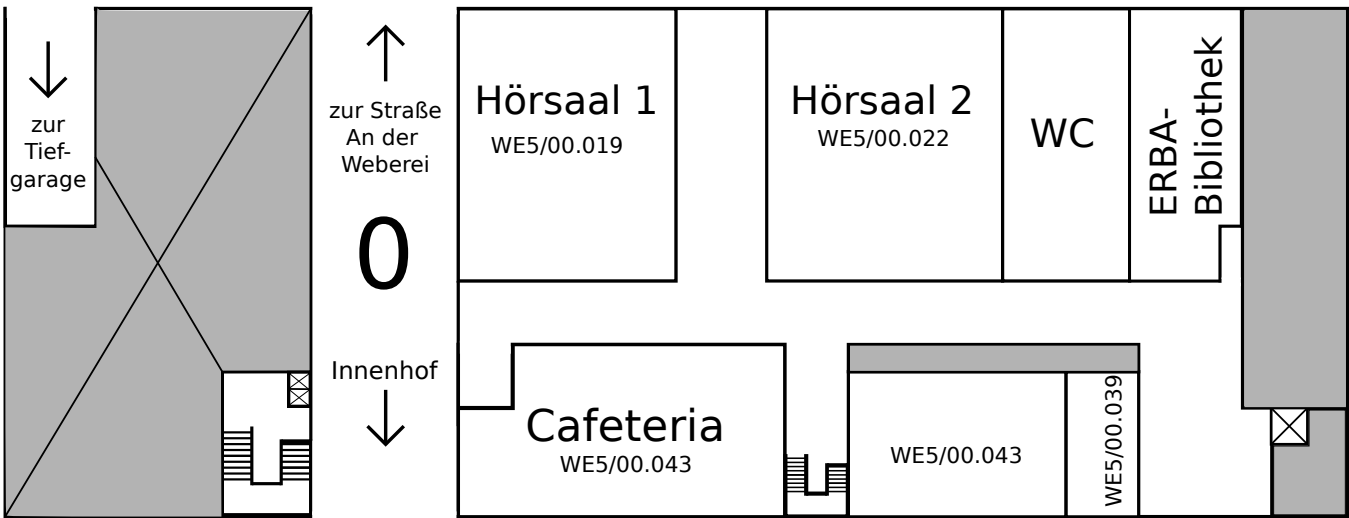 zur
Tief-
garage
zur Straße
An der
Weberei
0
Innenhof
Hörsaal 1
WE5/00.019
Hörsaal 2
WE5/00.022
WC
ERBA-
Bibliothek
Cafeteria
WE5/00.043
WE5/00.043
WE5/00.039